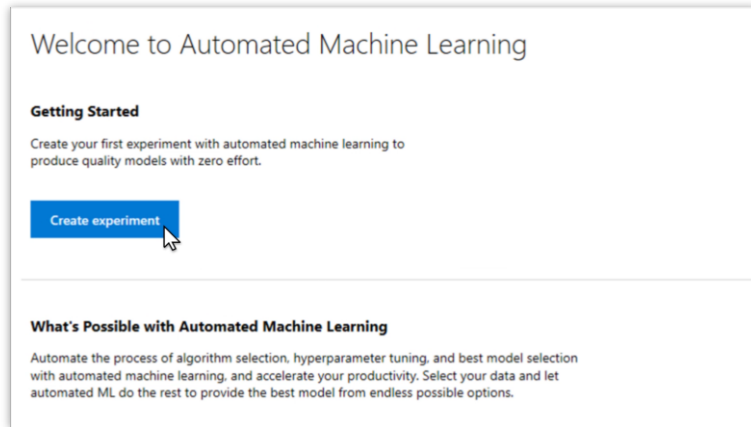 Welcome to Automated Machine Learning
Getting Started
Create your first experiment with automated machine learning to
produce quality models with zero effort.
Create experiment
What's Possible with Automated Machine Learning
Automate the process of algorithm selection, hyperparameter tuning, and best model selection
with automated machine learning, and accelerate your productivity. Select your data and let
automated ML do the rest to provide the best model from endless possible options.